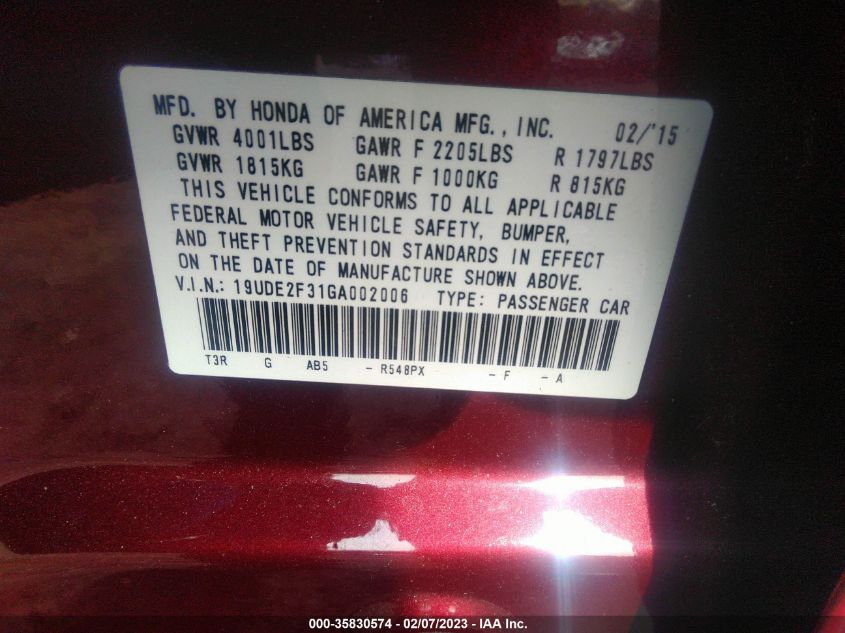 MFD. BY HONDA OF AMERICA MFG., INC. 02/'15
GVWR 4001LBS GAWR F 2205LBS R 1797LBS
GVWR 1815KG GAWR F 1000KG R 815KG
THIS VEHICLE CONFORMS TO ALL APPLICABLE
FEDERAL MOTOR VEHICLE SAFETY, BUMPER,
AND THEFT PREVENTION STANDARDS IN EFFECT
ON THE DATE OF MANUFACTURE SHOWN ABOVE.
V.I.N.: 19UDE2F31GA002006 TYPE: PASSENGER CAR
T3R G AB5 - R548PX - F - A
000-35830574 - 02/07/2023 - IAA Inc.